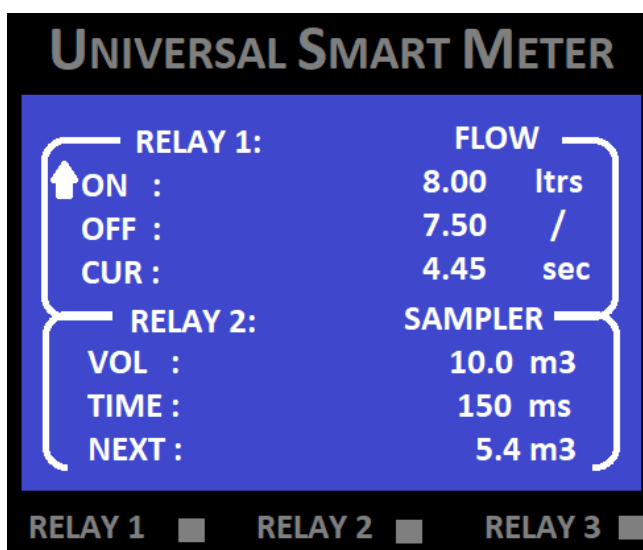 UNIVERSAL SMART METER
RELAY 1: FLOW
ON : 8.00 ltrs
OFF : 7.50 /
CUR : 4.45 sec
RELAY 2: SAMPLER
VOL : 10.0 m3
TIME : 150 ms
NEXT : 5.4 m3
RELAY 1 RELAY 2 RELAY 3